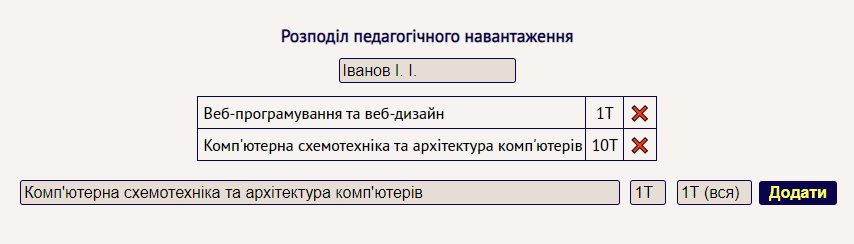 Розподіл педагогічного навантаження
Іванов І. І.
Веб-програмування та веб-дизайн 1Т
Комп'ютерна схемотехніка та архітектура комп'ютерів 10Т
Комп'ютерна схемотехніка та архітектура комп'ютерів 1Т 1Т (вся) Додати